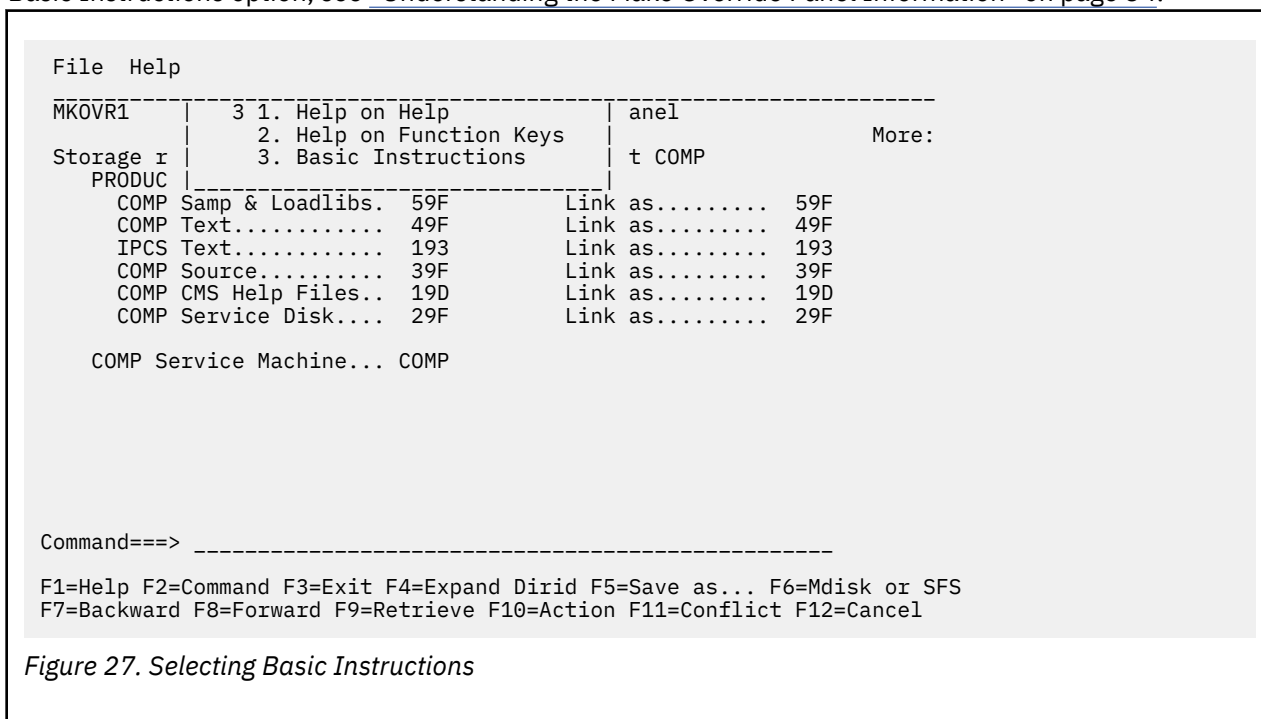 Basic Instructions option, see "Understanding the Make Override Panel Information" on page 54.
File Help
MKOVR1 | 3 1. Help on Help | anel
| 2. Help on Function Keys | More:
Storage r | 3. Basic Instructions | t COMP
PRODUC |________________________________|
COMP Samp & Loadlibs. 59F Link as......... 59F
COMP Text............ 49F Link as......... 49F
IPCS Text............ 193 Link as......... 193
COMP Source.......... 39F Link as......... 39F
COMP CMS Help Files.. 19D Link as......... 19D
COMP Service Disk.... 29F Link as......... 29F
COMP Service Machine... COMP
Command===> __________________________________________________
F1=Help F2=Command F3=Exit F4=Expand Dirid F5=Save as... F6=Mdisk or SFS
F7=Backward F8=Forward F9=Retrieve F10=Action F11=Conflict F12=Cancel
Figure 27. Selecting Basic Instructions